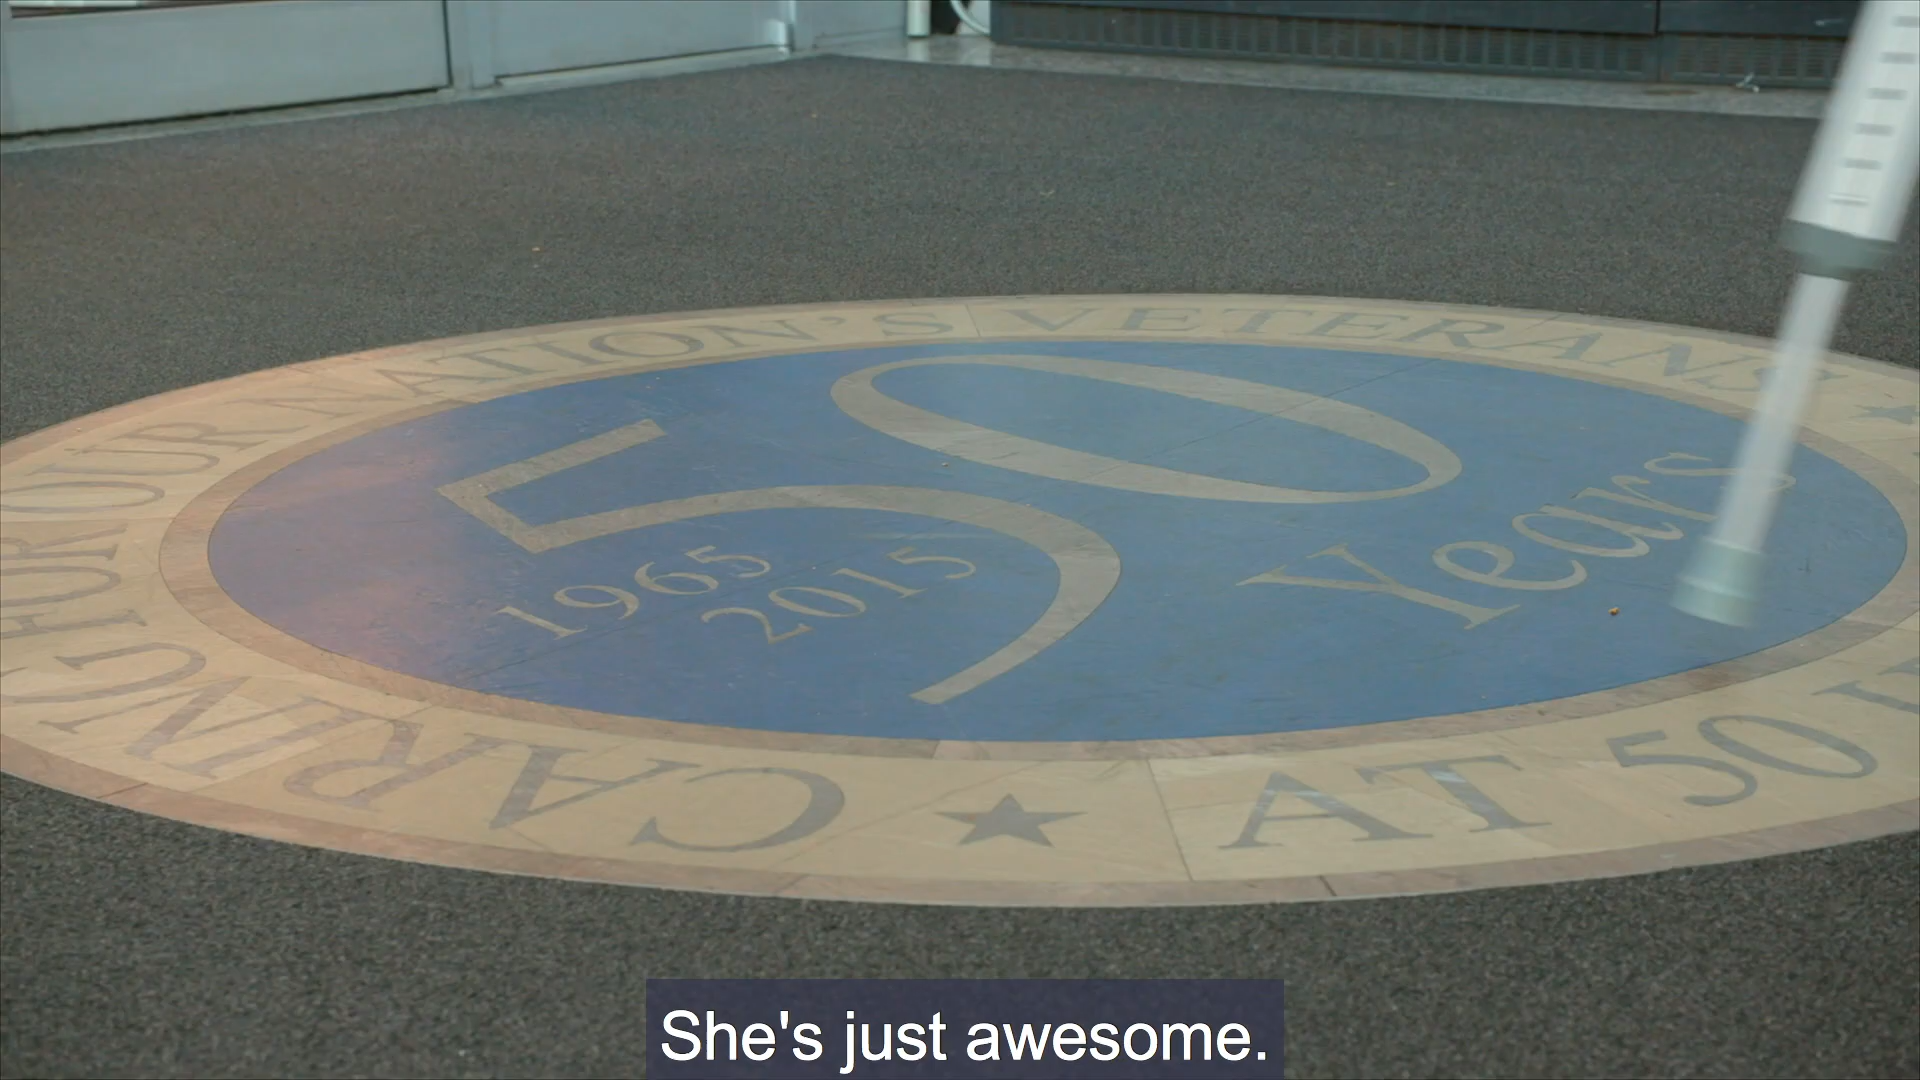 CARING FOR OUR NATION'S VETERANS
50
Years
1965
2015
AT 50
She's just awesome.